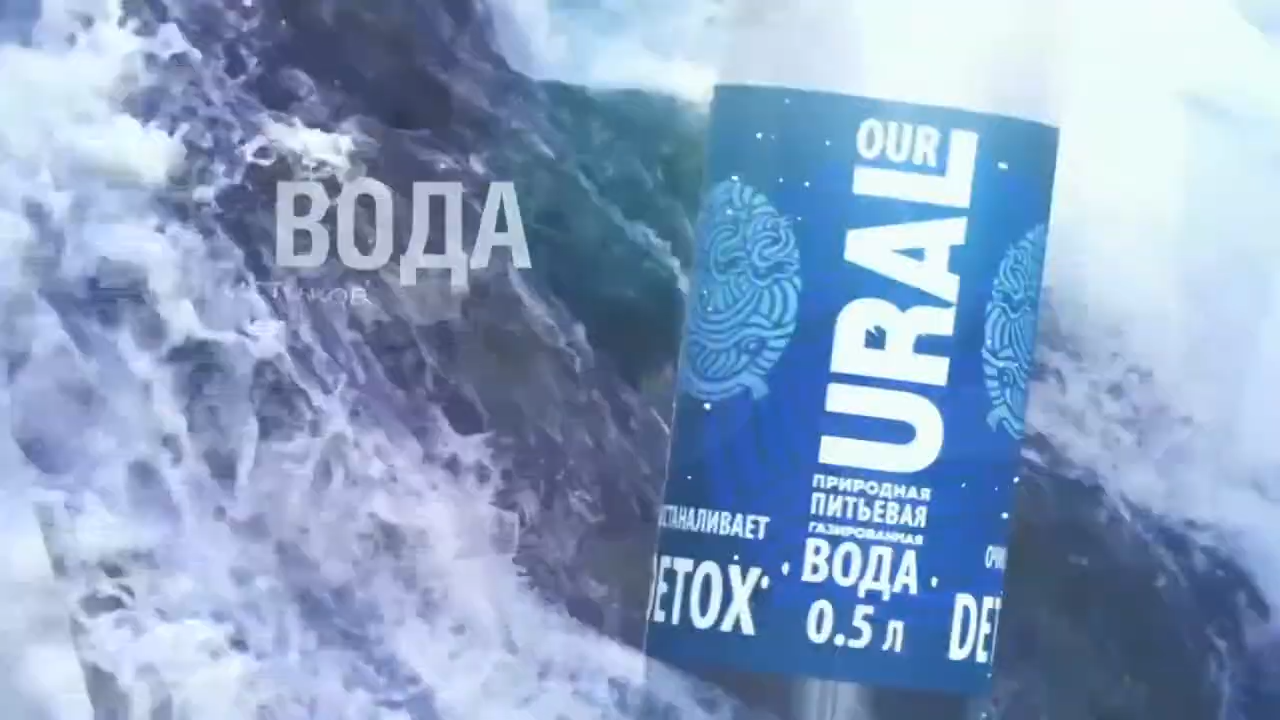 ВОДА
OUR
URAL
ПРИРОДНАЯ
ПИТЬЕВАЯ
ГАЗИРОВАННАЯ
ВОДА
0.5 л
DETOX